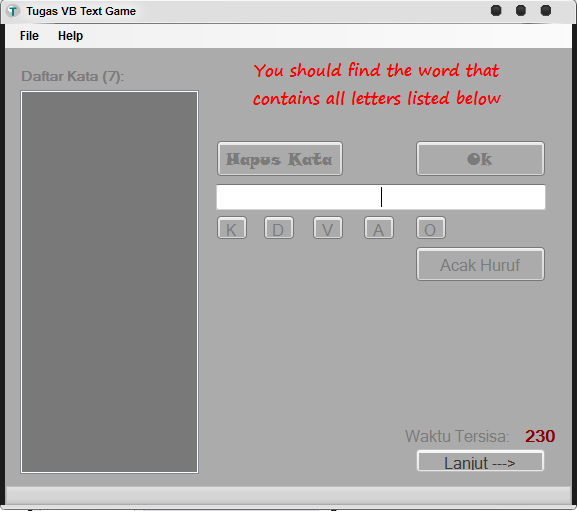 Tugas VB Text Game
File Help
Daftar Kata (7):
You should find the word that
contains all letters listed below
Hapus Kata Ok
K D V A O
Acak Huruf
Waktu Tersisa: 230
Lanjut --->